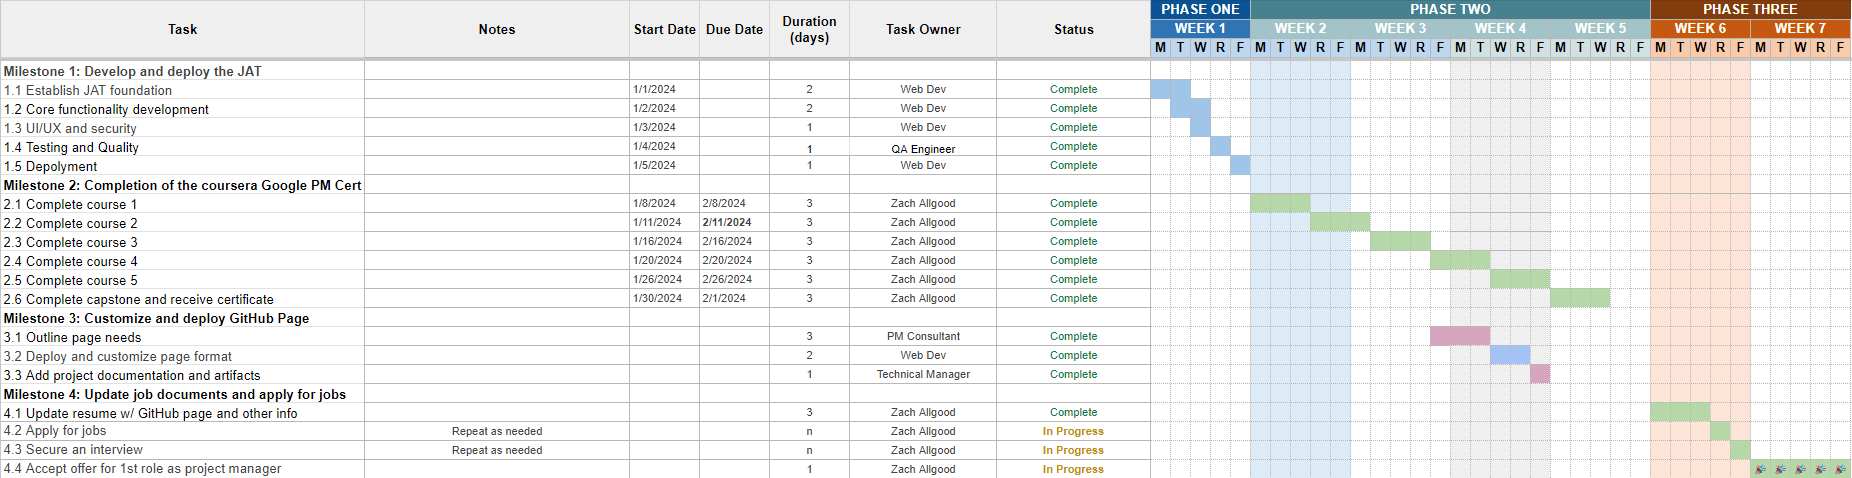 PHASE ONE PHASE TWO PHASE THREE
Task Notes Start Date Due Date Duration (days) Task Owner Status WEEK 1 WEEK 2 WEEK 3 WEEK 4 WEEK 5 WEEK 6 WEEK 7
M T W R F M T W R F M T W R F M T W R F M T W R F M T W R F M T W R F
Milestone 1: Develop and deploy the JAT
1.1 Establish JAT foundation 1/1/2024 2 Web Dev Complete
1.2 Core functionality development 1/2/2024 2 Web Dev Complete
1.3 UI/UX and security 1/3/2024 1 Web Dev Complete
1.4 Testing and Quality 1/4/2024 1 QA Engineer Complete
1.5 Depolyment 1/5/2024 1 Web Dev Complete
Milestone 2: Completion of the coursera Google PM Cert
2.1 Complete course 1 1/8/2024 2/8/2024 3 Zach Allgood Complete
2.2 Complete course 2 1/11/2024 2/11/2024 3 Zach Allgood Complete
2.3 Complete course 3 1/16/2024 2/16/2024 3 Zach Allgood Complete
2.4 Complete course 4 1/20/2024 2/20/2024 3 Zach Allgood Complete
2.5 Complete course 5 1/26/2024 2/26/2024 3 Zach Allgood Complete
2.6 Complete capstone and receive certificate 1/30/2024 2/1/2024 3 Zach Allgood Complete
Milestone 3: Customize and deploy GitHub Page
3.1 Outline page needs 3 PM Consultant Complete
3.2 Deploy and customize page format 2 Web Dev Complete
3.3 Add project documentation and artifacts 1 Technical Manager Complete
Milestone 4: Update job documents and apply for jobs
4.1 Update resume w/ GitHub page and other info 3 Zach Allgood Complete
4.2 Apply for jobs Repeat as needed n Zach Allgood In Progress
4.3 Secure an interview Repeat as needed n Zach Allgood In Progress
4.4 Accept offer for 1st role as project manager 1 Zach Allgood In Progress